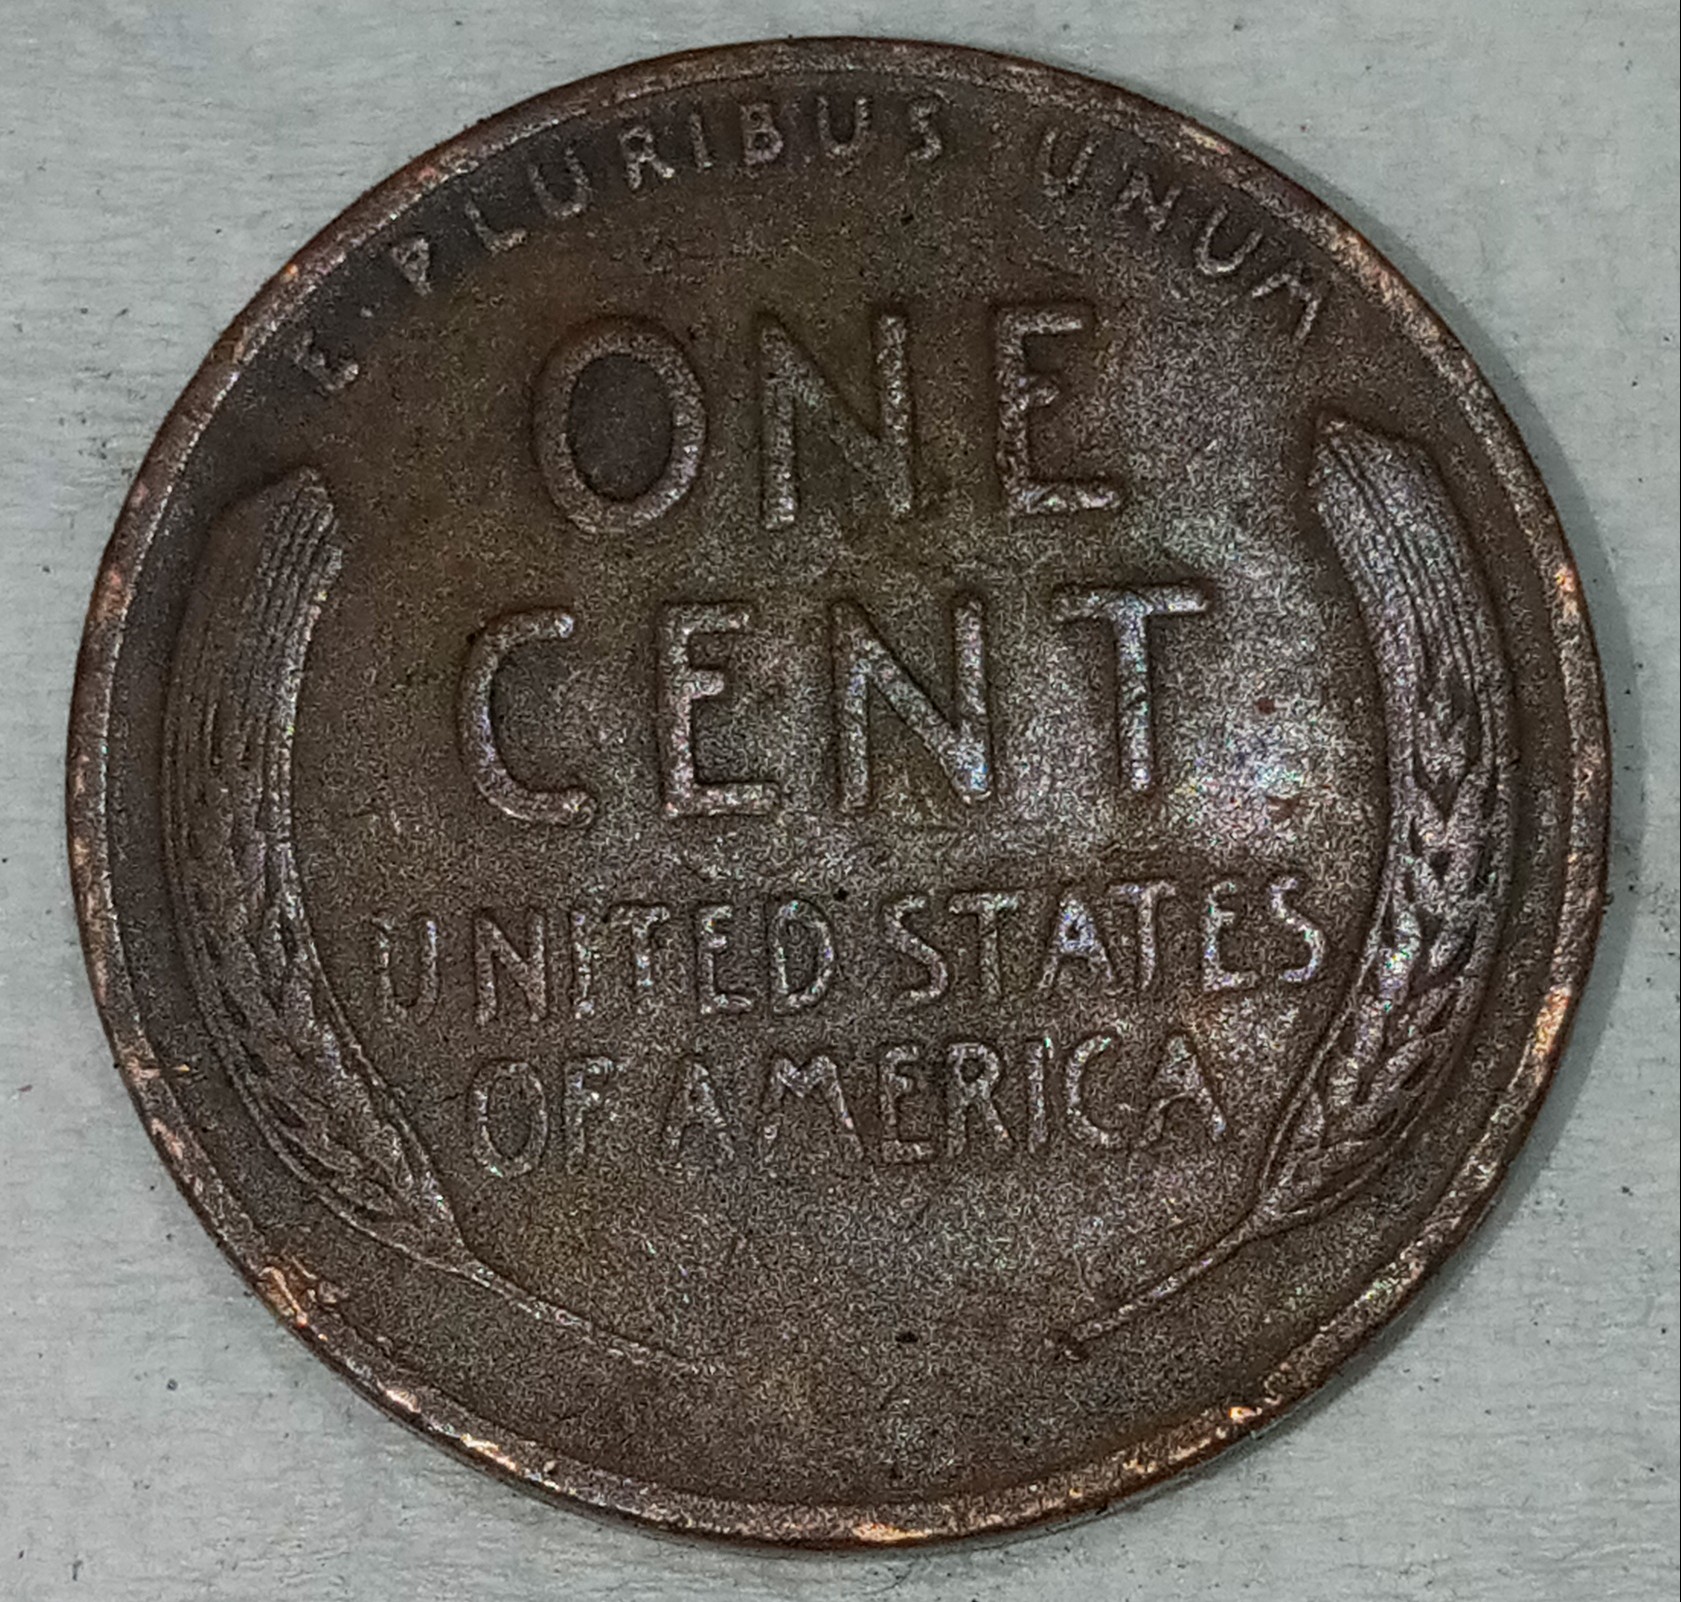 E · PLURIBUS · UNUM
ONE
CENT
UNITED STATES
OF AMERICA